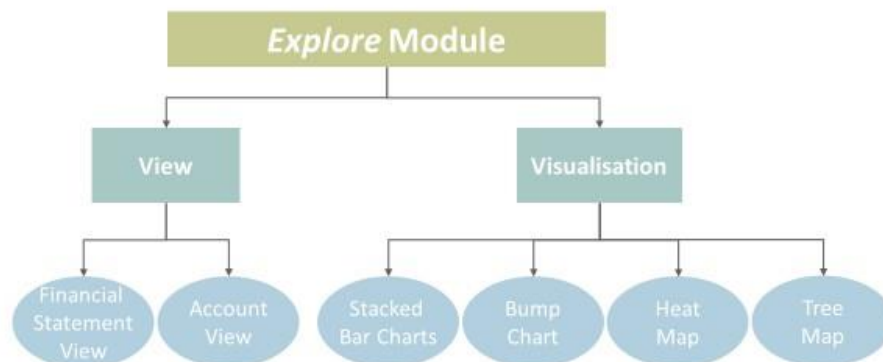 Explore Module
View
Visualisation
Financial
Statement
View
Account
View
Stacked
Bar Charts
Bump
Chart
Heat
Map
Tree
Map